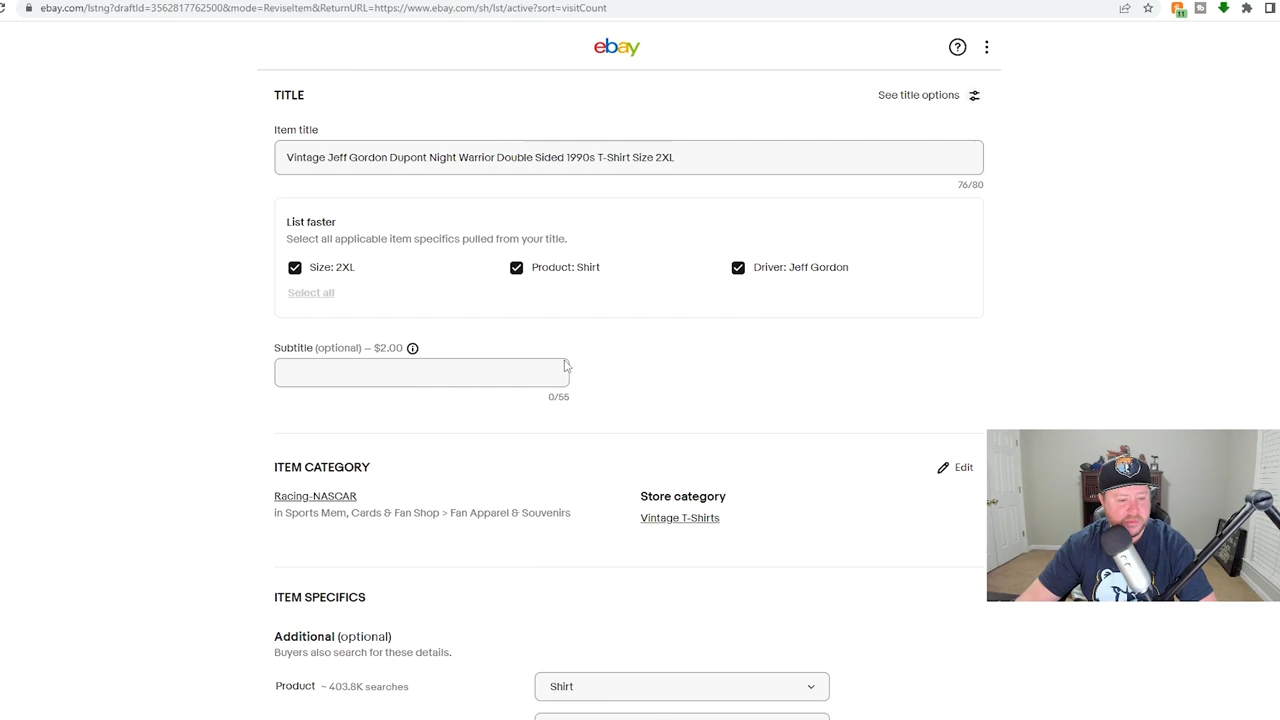 ebay.com/lstng?draftId=3562817762500&mode=ReviseItem&ReturnURL=https://www.ebay.com/sh/lst/active?sort=visitCount
11
ebay
?
TITLE
See title options
Item title
Vintage Jeff Gordon Dupont Night Warrior Double Sided 1990s T-Shirt Size 2XL
76/80
List faster
Select all applicable item specifics pulled from your title.
Size: 2XL
Product: Shirt
Driver: Jeff Gordon
Select all
Subtitle (optional) – $2.00
0/55
ITEM CATEGORY
Edit
Racing-NASCAR
in Sports Mem, Cards & Fan Shop > Fan Apparel & Souvenirs
Store category
Vintage T-Shirts
ITEM SPECIFICS
Additional (optional)
Buyers also search for these details.
Product ~ 403.8K searches
Shirt